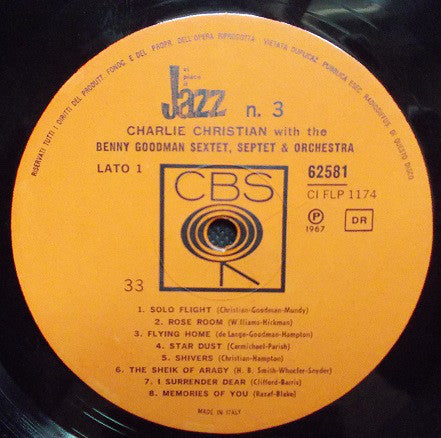 RISERVATI TUTTI I DIRITTI DEL PRODUT. FONOG. E DEL PROPR. DELL'OPERA RIPRODOTTA - VIETATA DUPLICAZ. PUBBLICA ESEC. RADIODIFFUS. DI QUESTO DISCO
vi piace il
Jazz n. 3
CHARLIE CHRISTIAN with the
BENNY GOODMAN SEXTET, SEPTET & ORCHESTRA
LATO 1
62581
CBS
CI FLP 1174
P
1967
DR
33
1. SOLO FLIGHT (Christian-Goodman-Mundy)
2. ROSE ROOM (Williams-Hickman)
3. FLYING HOME (de Lange-Goodman-Hampton)
4. STAR DUST (Carmichael-Parish)
5. SHIVERS (Christian-Hampton)
6. THE SHEIK OF ARABY (H. B. Smith-Wheeler-Snyder)
7. I SURRENDER DEAR (Clifford-Barris)
8. MEMORIES OF YOU (Razaf-Blake)
MADE IN ITALY